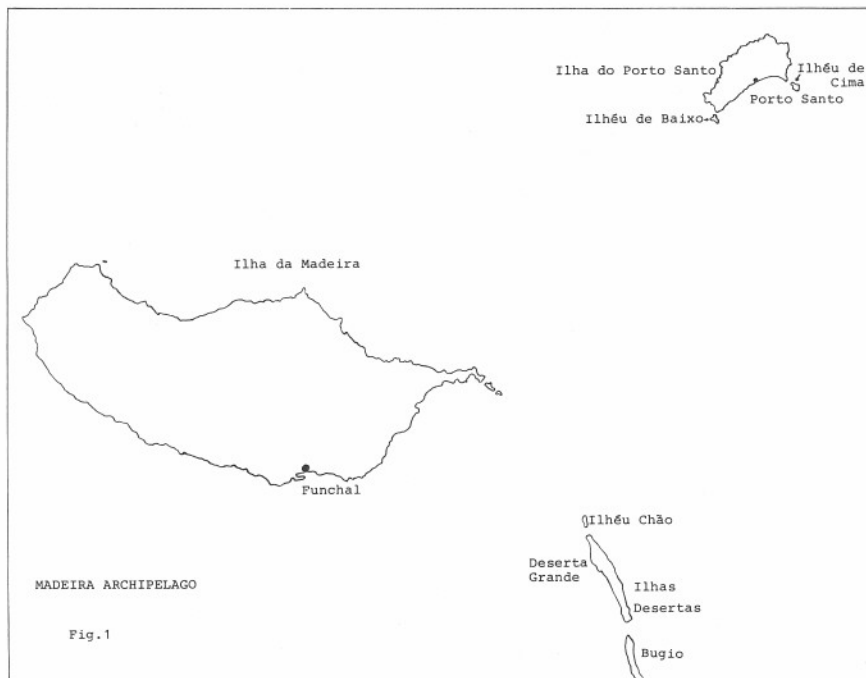 Ilha do Porto Santo
Ilhéu de
Cima
Porto Santo
Ilhéu de Baixo
Ilha da Madeira
Funchal
Ilhéu Chão
Deserta
Grande
Ilhas
Desertas
Bugio
MADEIRA ARCHIPELAGO
Fig.1